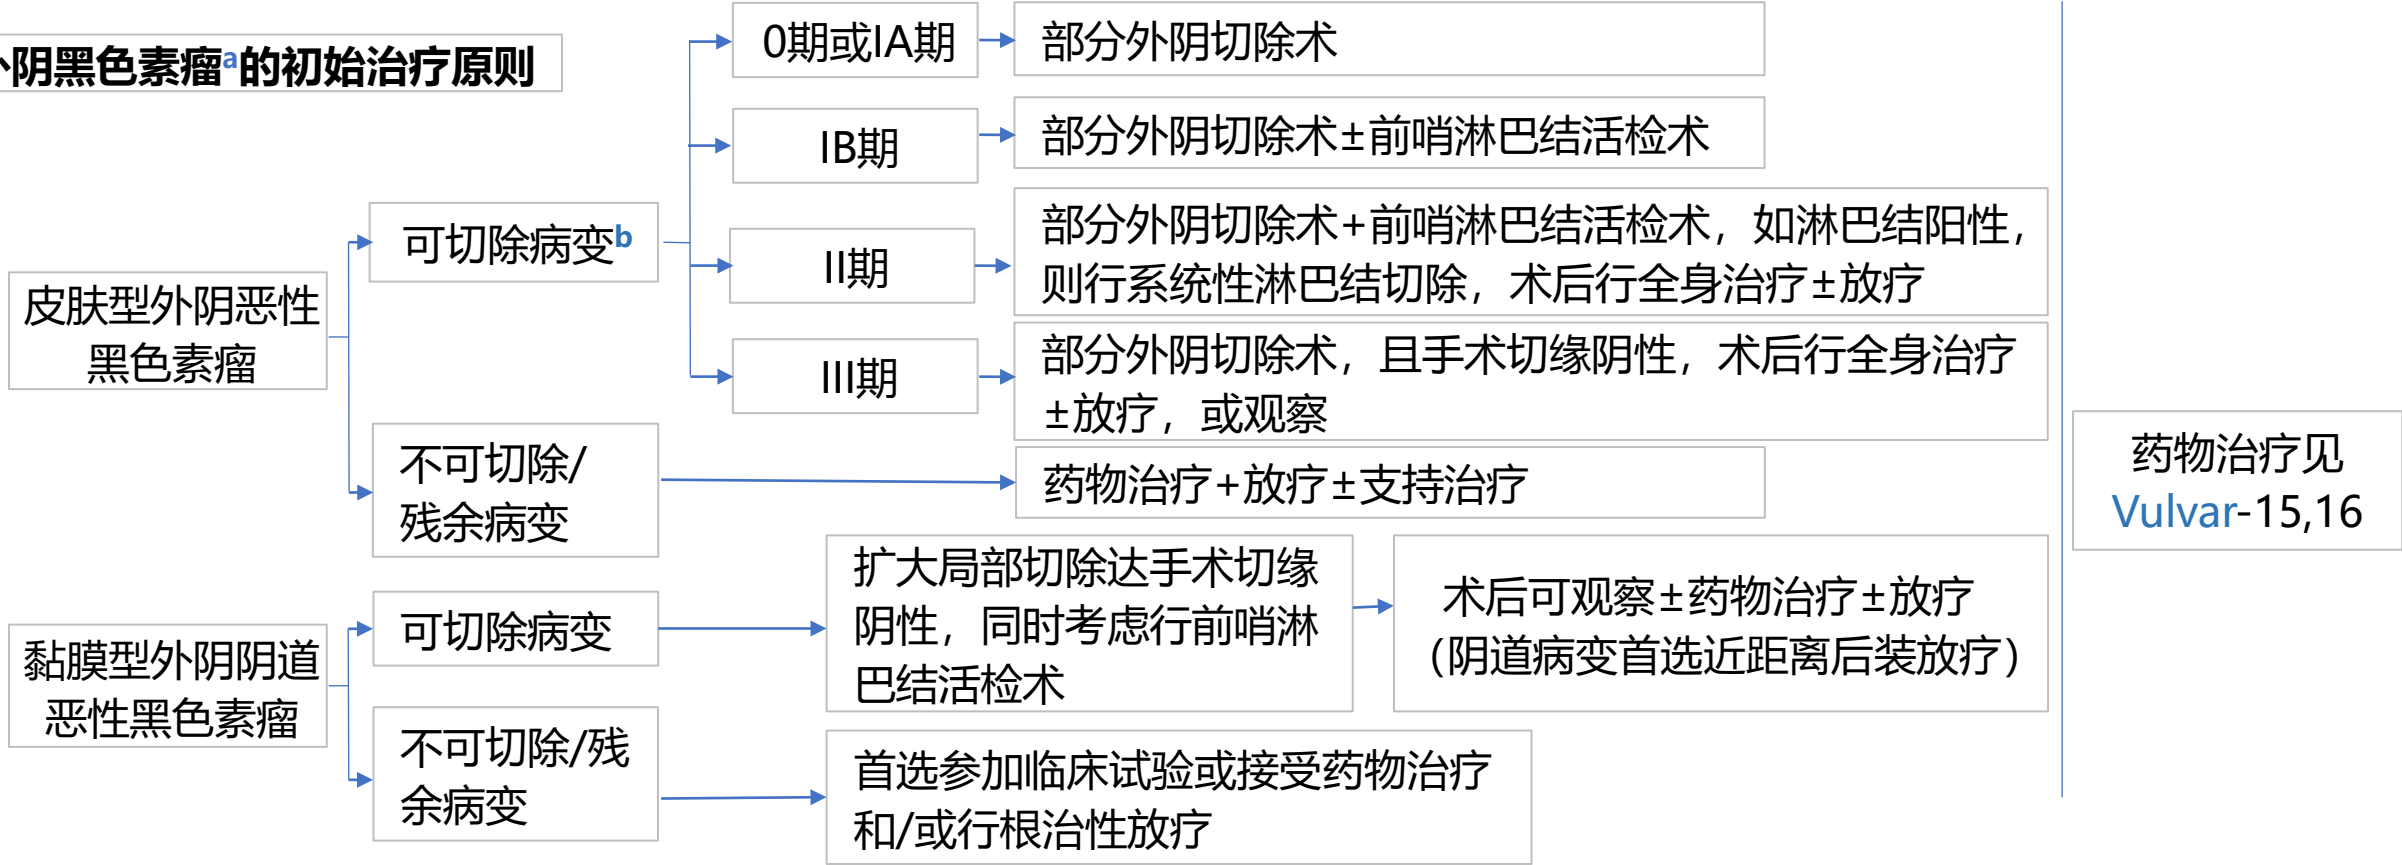 阴黑色素瘤a的初始治疗原则
0期或IA期
部分外阴切除术
IB期
部分外阴切除术±前哨淋巴结活检术
可切除病变b
II期
部分外阴切除术+前哨淋巴结活检术，如淋巴结阳性，
则行系统性淋巴结切除，术后行全身治疗±放疗
皮肤型外阴恶性
黑色素瘤
III期
部分外阴切除术，且手术切缘阴性，术后行全身治疗
±放疗，或观察
不可切除/
残余病变
药物治疗+放疗±支持治疗
药物治疗见
Vulvar-15,16
黏膜型外阴阴道
恶性黑色素瘤
可切除病变
扩大局部切除达手术切缘
阴性，同时考虑行前哨淋
巴结活检术
术后可观察±药物治疗±放疗
（阴道病变首选近距离后装放疗）
不可切除/残
余病变
首选参加临床试验或接受药物治疗
和/或行根治性放疗